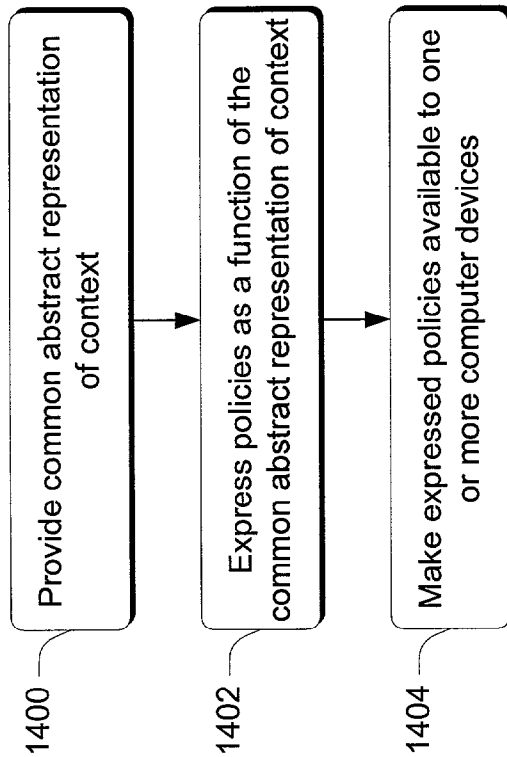 1400
Provide common abstract representation
of context
1402
Express policies as a function of the
common abstract representation of context
1404
Make expressed policies available to one
or more computer devices